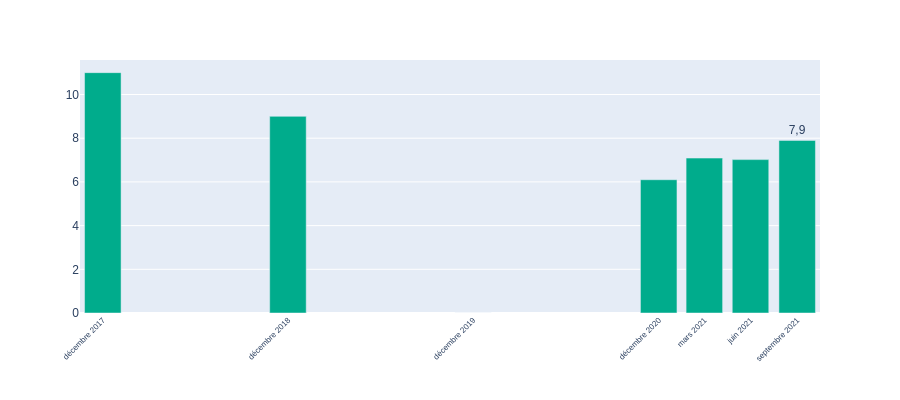 10
8
6
4
2
0
7,9
décembre 2017
décembre 2018
décembre 2019
décembre 2020
mars 2021
juin 2021
septembre 2021